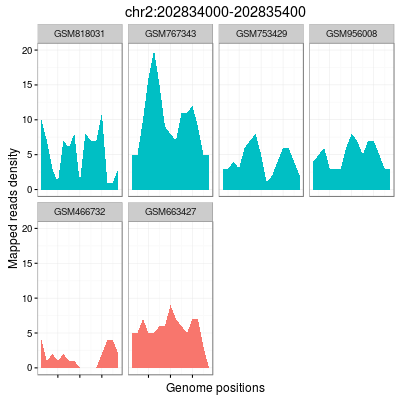 chr2:202834000-202835400
GSM818031 GSM767343 GSM753429 GSM956008
20
15
10
5
0
GSM466732 GSM663427
20
15
10
5
0
Mapped reads density
Genome positions